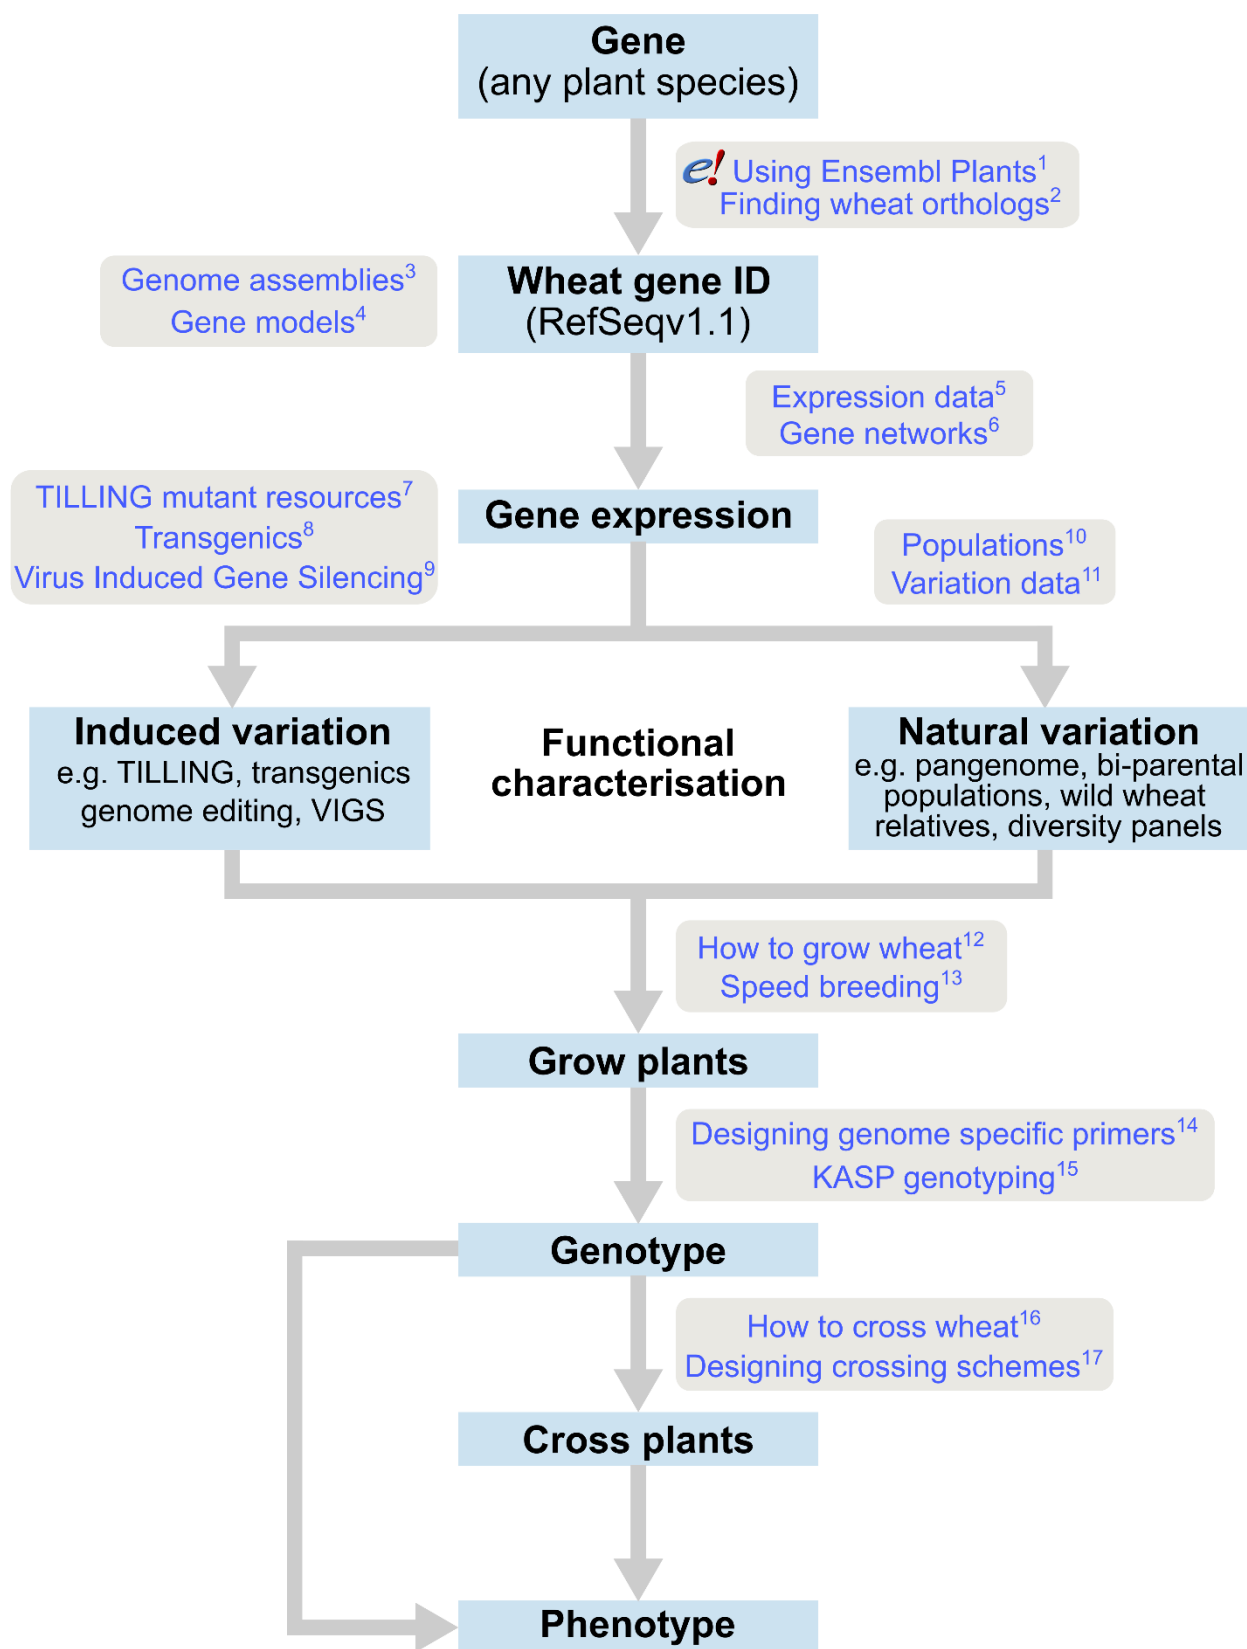 Gene
(any plant species)
e! Using Ensembl Plants¹
Finding wheat orthologs²
Genome assemblies³
Gene models⁴
Wheat gene ID
(RefSeqv1.1)
Expression data⁵
Gene networks⁶
TILLING mutant resources⁷
Transgenics⁸
Virus Induced Gene Silencing⁹
Gene expression
Populations¹⁰
Variation data¹¹
Induced variation
e.g. TILLING, transgenics
genome editing, VIGS
Functional
characterisation
Natural variation
e.g. pangenome, bi-parental
populations, wild wheat
relatives, diversity panels
How to grow wheat¹²
Speed breeding¹³
Grow plants
Designing genome specific primers¹⁴
KASP genotyping¹⁵
Genotype
How to cross wheat¹⁶
Designing crossing schemes¹⁷
Cross plants
Phenotype